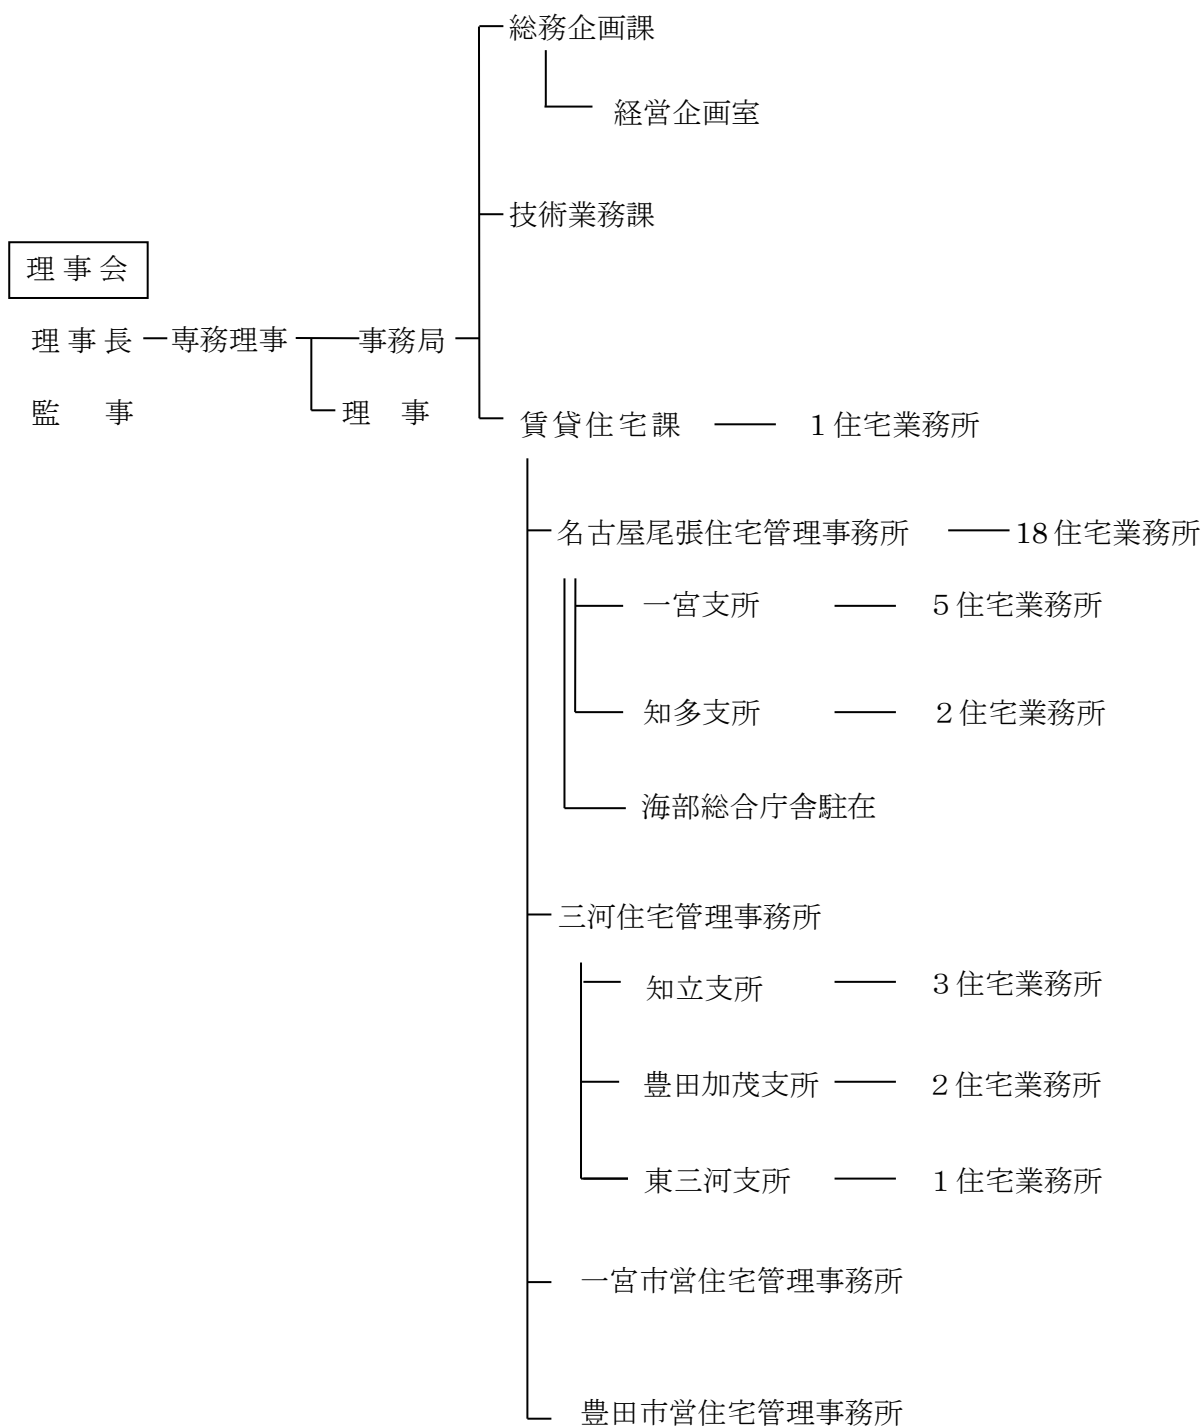 総務企画課
経営企画室
技術業務課
理事会
理事長 専務理事 事務局
監事 理事
賃貸住宅課 1住宅業務所
名古屋尾張住宅管理事務所 18住宅業務所
一宮支所 5住宅業務所
知多支所 2住宅業務所
海部総合庁舎駐在
三河住宅管理事務所
知立支所 3住宅業務所
豊田加茂支所 2住宅業務所
東三河支所 1住宅業務所
一宮市営住宅管理事務所
豊田市営住宅管理事務所